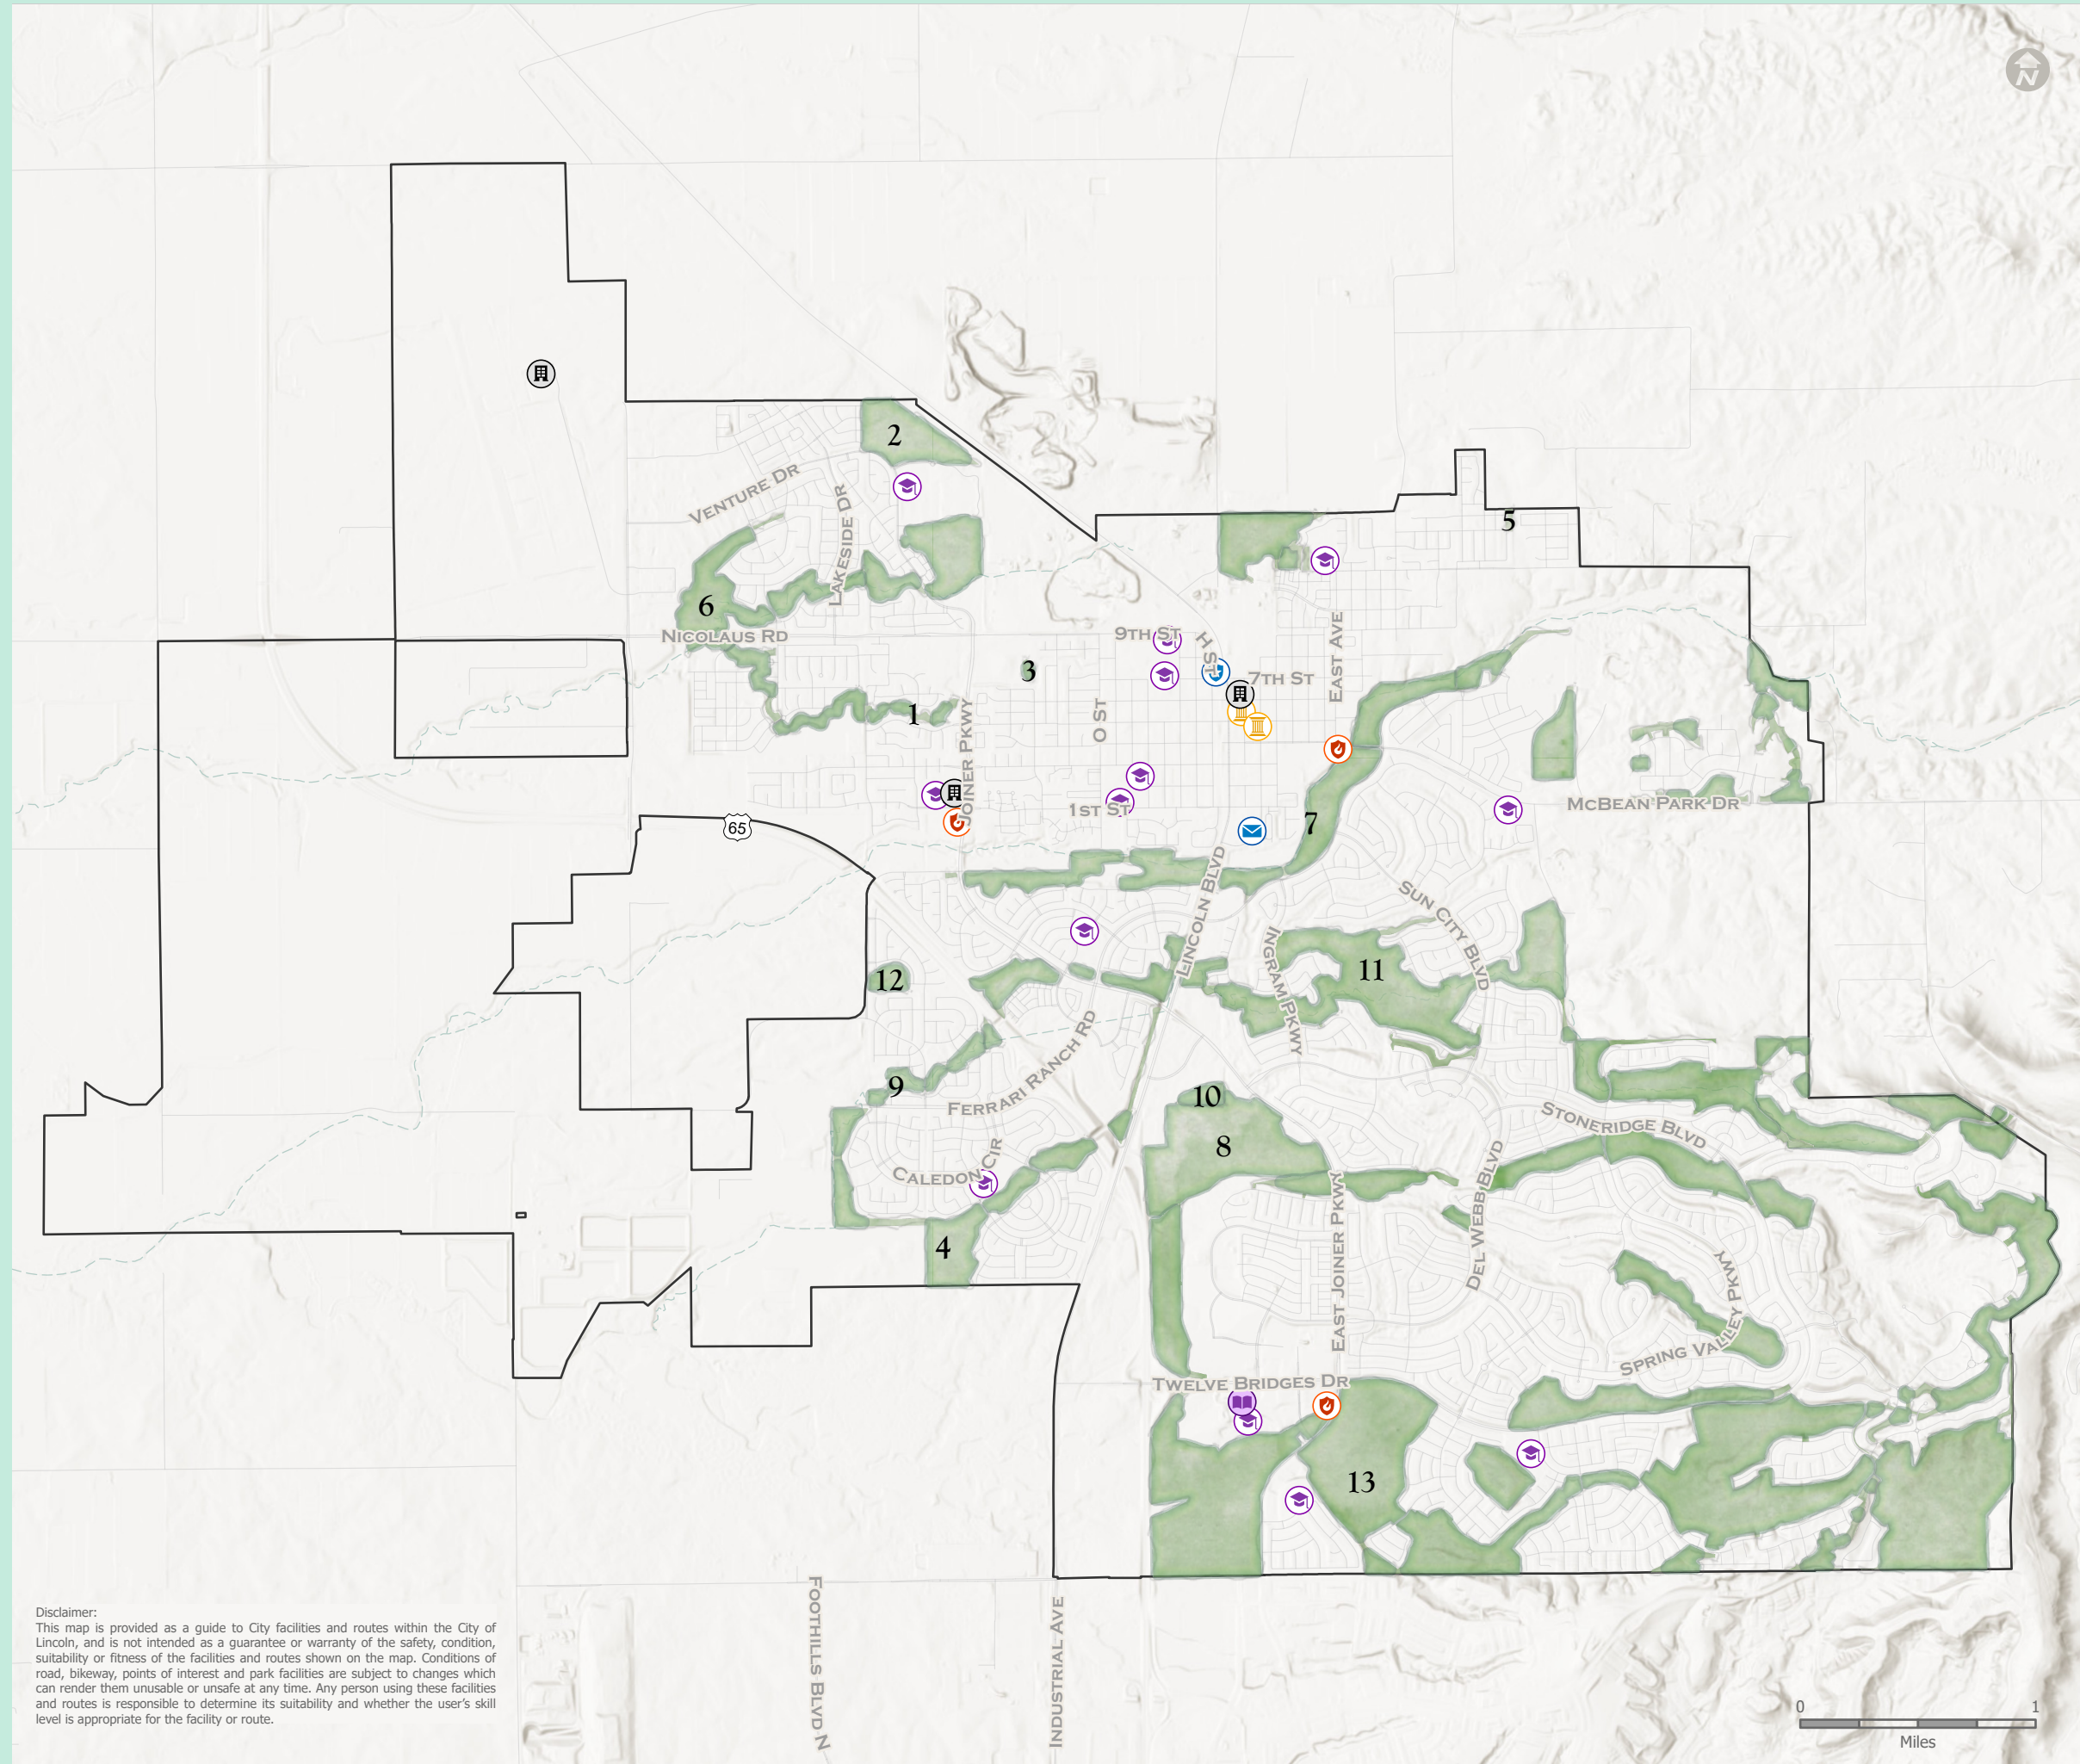 N
2
Venture Dr
Lakeside Dr
5
6
Nicolaus Rd
9th St
H St
7th St
East Ave
3
1
O St
Joiner Pkwy
1st St
McBean Park Dr
65
7
Lincoln Blvd
Sun City Blvd
Ingram Pkwy
11
12
Ferrari Ranch Rd
9
10
8
Stoneridge Blvd
Caledon Cir
Del Webb Blvd
East Joiner Pkwy
4
Spring Valley Pkwy
Twelve Bridges Dr
13
Foothills Blvd N
Industrial Ave
Disclaimer:
This map is provided as a guide to City facilities and routes within the City of
Lincoln, and is not intended as a guarantee or warranty of the safety, condition,
suitability or fitness of the facilities and routes shown on the map. Conditions of
road, bikeway, points of interest and park facilities are subject to changes which
can render them unusable or unsafe at any time. Any person using these facilities
and routes is responsible to determine its suitability and whether the user's skill
level is appropriate for the facility or route.
0 1
Miles